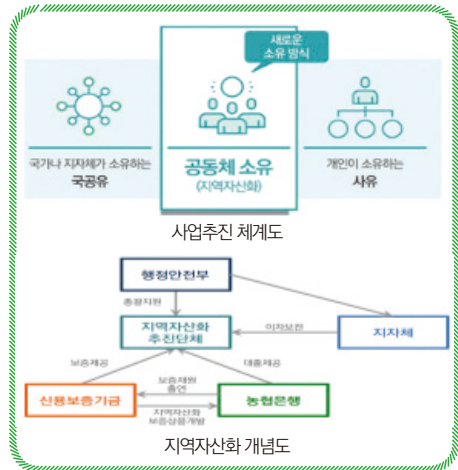 새로운
소유 방식
국가나 지자체가 소유하는
국공유
공동체 소유
(지역자산화)
개인이 소유하는
사유
사업추진 체계도
행정안전부
총괄지원
지역자산화
추진단체
이자보전
지자체
보증제공
대출제공
신용보증기금
보증재원
출연
지역자산화
보증상품개발
농협은행
지역자산화 개념도